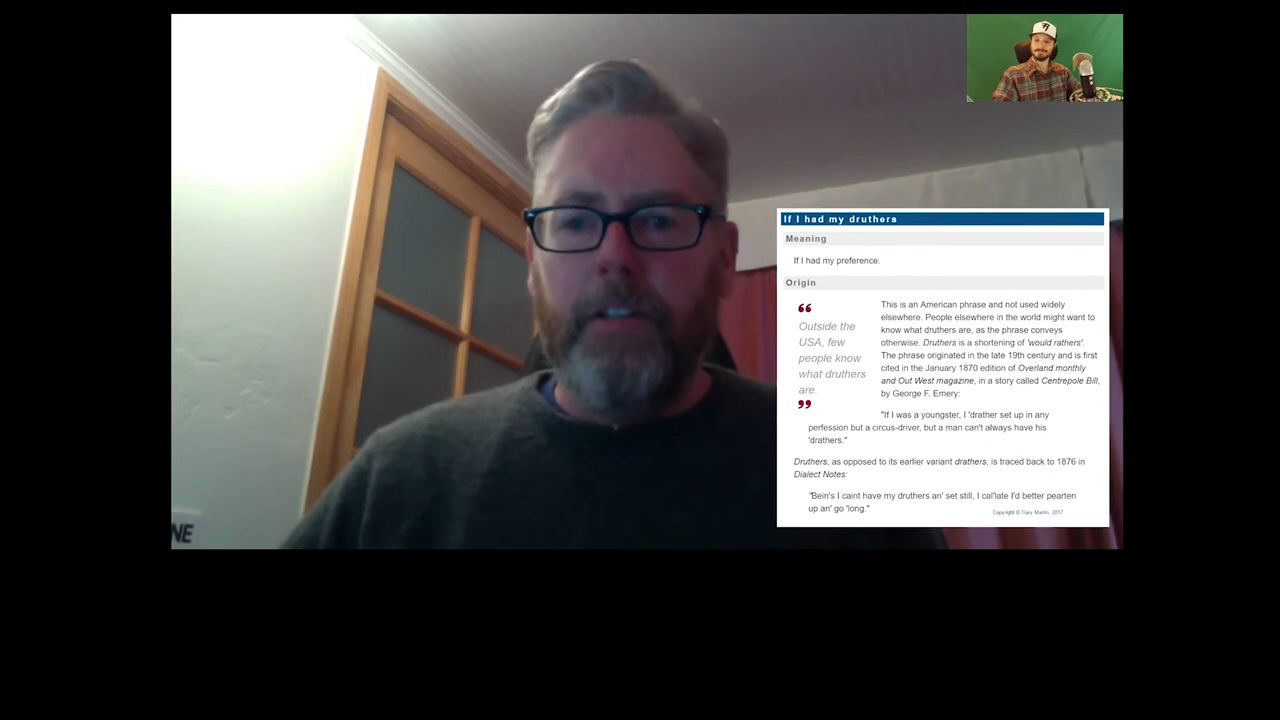 If I had my druthers
Meaning
If I had my preference.
Origin
“
Outside the
USA, few
people know
what druthers
are.
”
This is an American phrase and not used widely
elsewhere. People elsewhere in the world might want to
know what druthers are, as the phrase conveys
otherwise. Druthers is a shortening of 'would rathers'.
The phrase originated in the late 19th century and is first
cited in the January 1870 edition of Overland monthly
and Out West magazine, in a story called Centrepole Bill,
by George F. Emery:
"If I was a youngster, I 'drather set up in any
perfession but a circus-driver, but a man can't always have his
'drathers."
Druthers, as opposed to its earlier variant drathers, is traced back to 1876 in
Dialect Notes:
"Bein's I caint have my druthers an' set still, I cal'late I'd better pearten
up an' go 'long."
Copyright © Gary Martin, 2017
NE